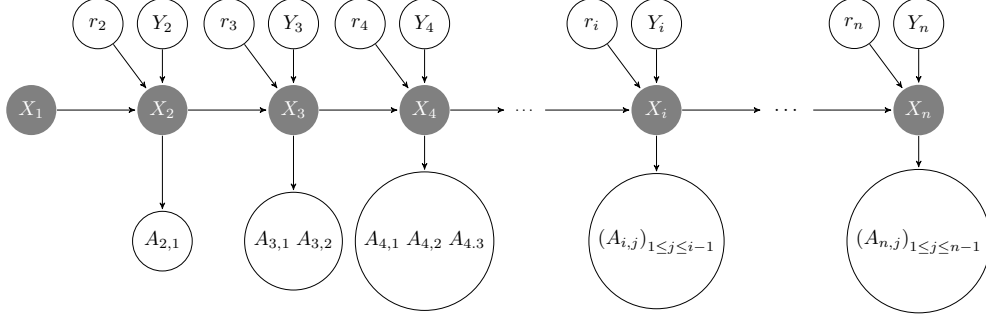 r₂ Y₂ r₃ Y₃ r₄ Y₄ rᵢ Yᵢ rₙ Yₙ
X₁ X₂ X₃ X₄ ... Xᵢ ... Xₙ
A₂,₁ A₃,₁ A₃,₂ A₄,₁ A₄,₂ A₄.₃ (Aᵢ,ⱼ)₁≤ⱼ≤ᵢ₋₁ (Aₙ,ⱼ)₁≤ⱼ≤ₙ₋₁